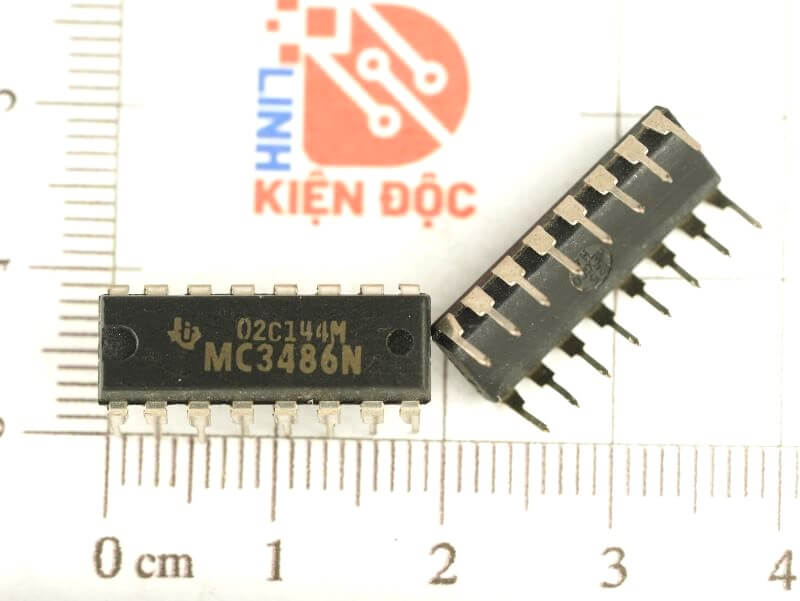 LINH
KIỆN ĐỘC
02C144M
MC3486N
0 cm 1 2 3 4